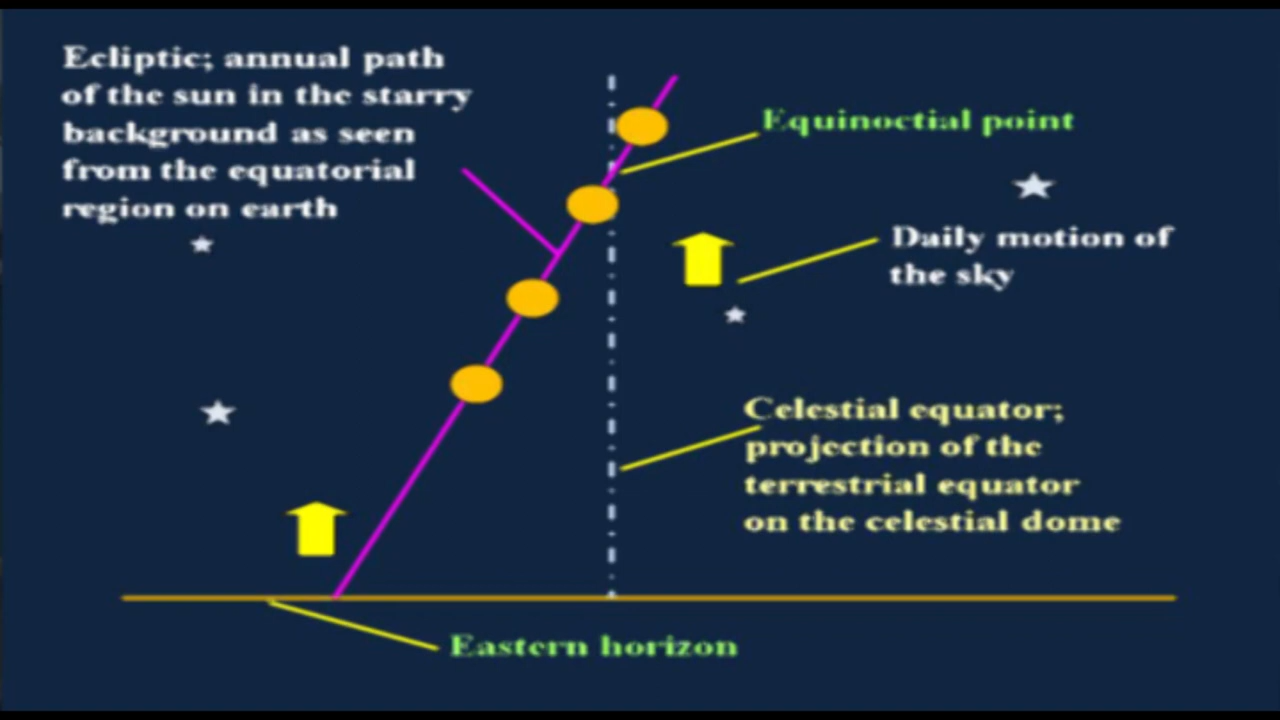 Ecliptic; annual path
of the sun in the starry
background as seen
from the equatorial
region on earth
Equinoctial point
Daily motion of
the sky
Celestial equator;
projection of the
terrestrial equator
on the celestial dome
Eastern horizon